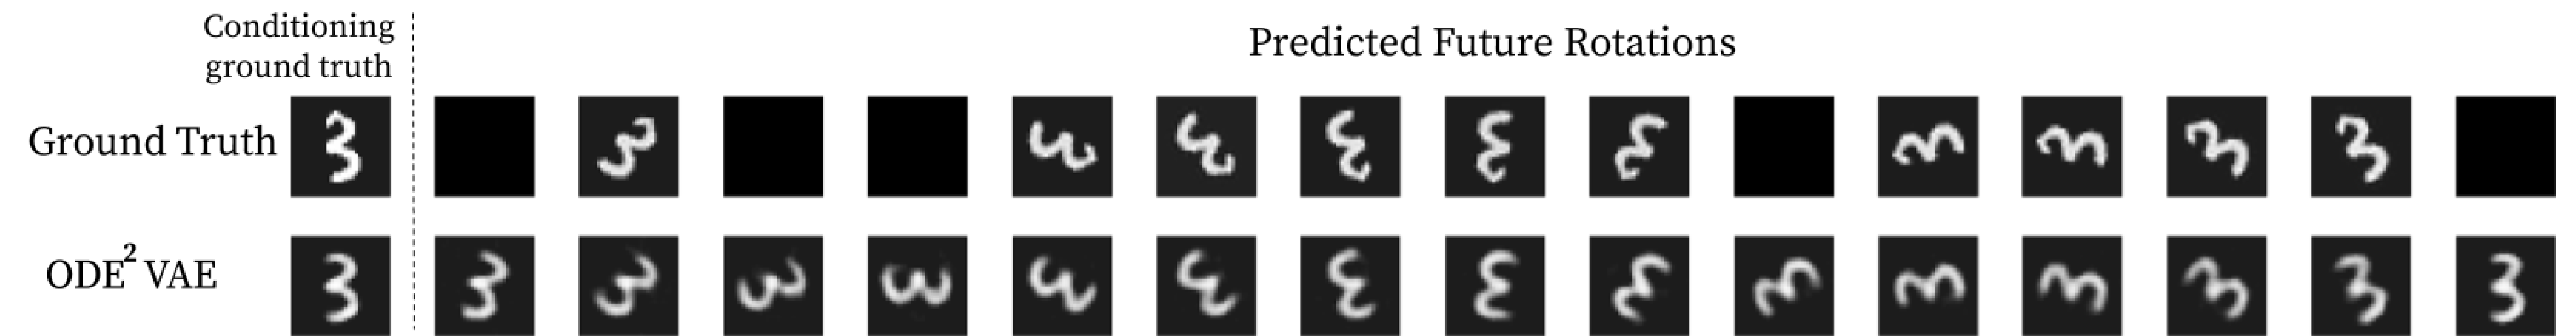 Conditioning
ground truth
Predicted Future Rotations
Ground Truth
ODE² VAE